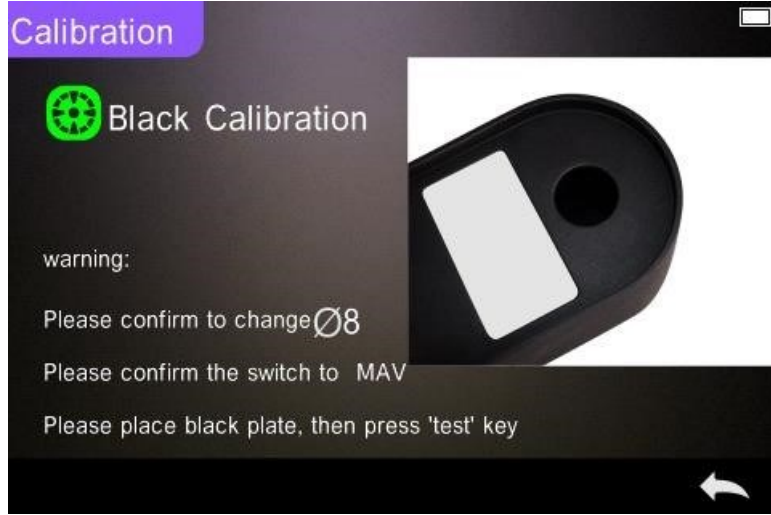 Calibration
Black Calibration
warning:
Please confirm to change Ø8
Please confirm the switch to MAV
Please place black plate, then press 'test' key